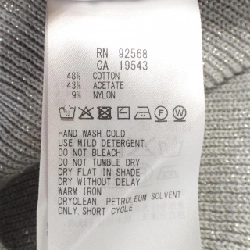 RN 92568
CA 19543
48% COTTON
43% ACETATE
9% NYLON
HAND WASH COLD
USE MILD DETERGENT
DO NOT BLEACH
DO NOT TUMBLE DRY
DRY FLAT IN SHADE
DRY WITHOUT DELAY
WARM IRON
DRYCLEAN PETROLEUM SOLVENT
ONLY.SHORT CYCLE